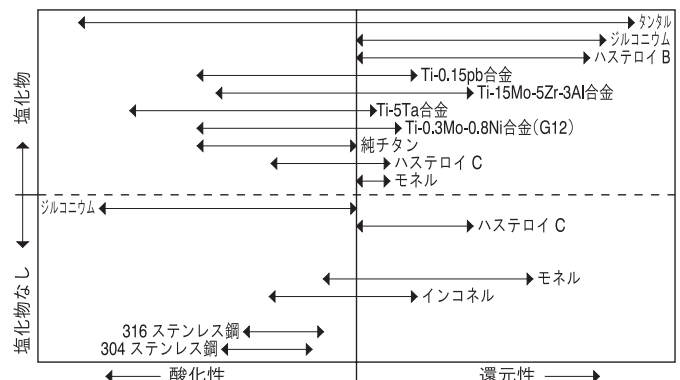 タンタル
ジルコニウム
ハステロイ B
Ti-0.15pb合金
Ti-15Mo-5Zr-3Al合金
Ti-5Ta合金
Ti-0.3Mo-0.8Ni合金(G12)
純チタン
ハステロイ C
モネル
塩化物
ジルコニウム
ハステロイ C
モネル
インコネル
316 ステンレス鋼
304 ステンレス鋼
塩化物なし
酸化性
還元性